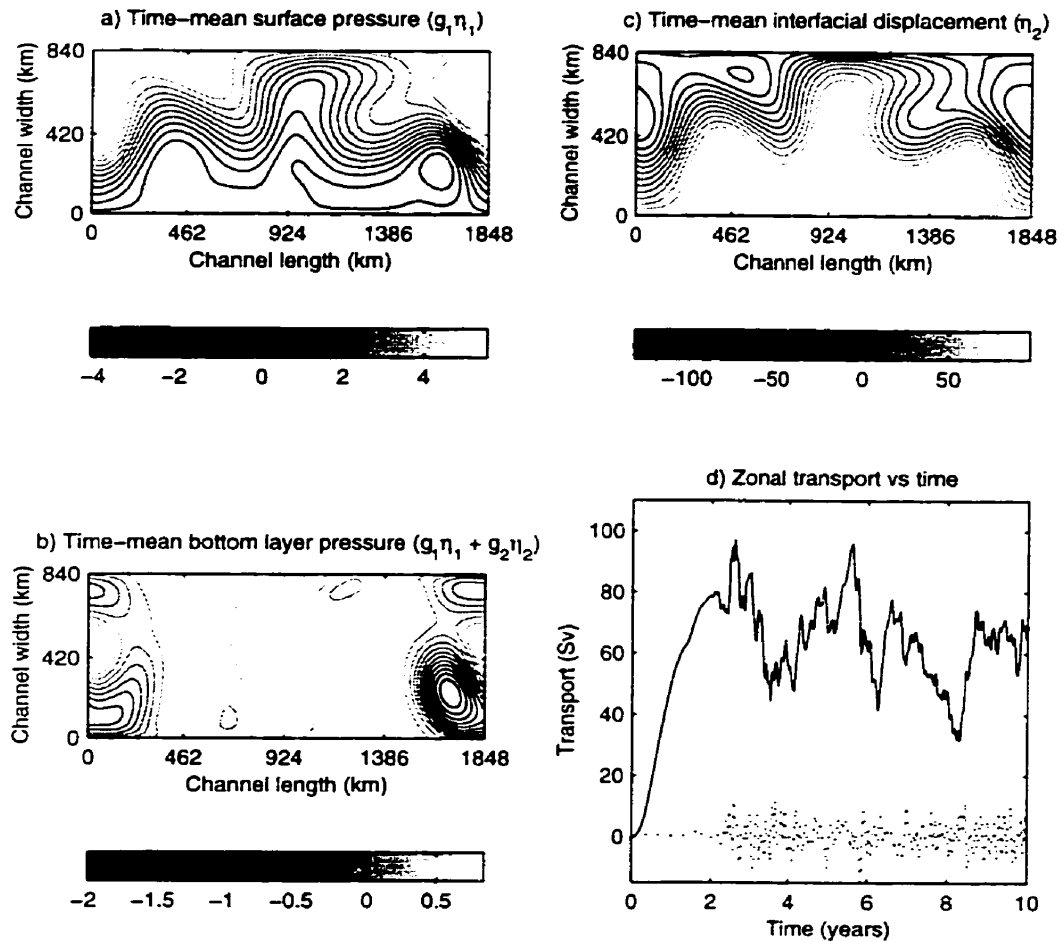 a) Time-mean surface pressure (g₁η₁)
Channel width (km)
840
420
0
0 462 924 1386 1848
Channel length (km)
-4 -2 0 2 4
c) Time-mean interfacial displacement (η₂)
Channel width (km)
840
420
0
0 462 924 1386 1848
Channel length (km)
-100 -50 0 50
b) Time-mean bottom layer pressure (g₁η₁ + g₂η₂)
Channel width (km)
840
420
0
0 462 924 1386 1848
Channel length (km)
-2 -1.5 -1 -0.5 0 0.5
d) Zonal transport vs time
Transport (Sv)
100
80
60
40
20
0
0 2 4 6 8 10
Time (years)